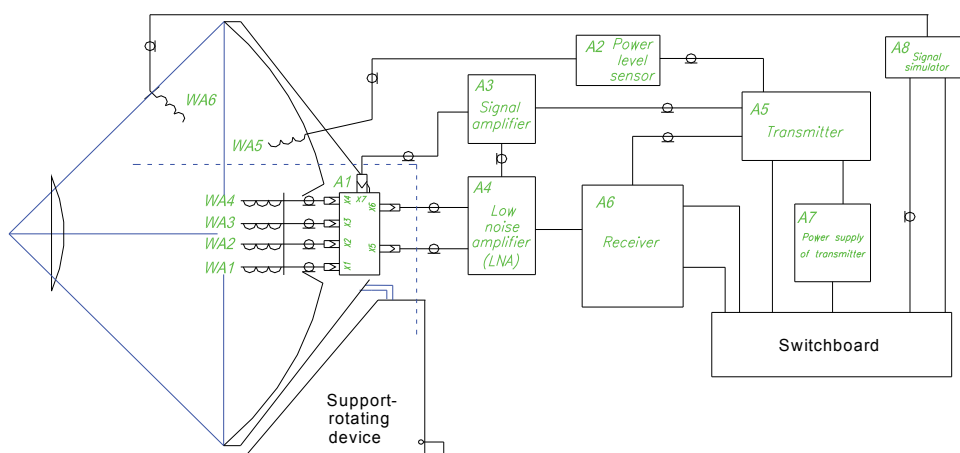 WA6
WA5
WA4
WA3
WA2
WA1
A1
X7
X4
X3
X2
X1
X6
X5
A2 Power
level
sensor
A3
Signal
amplifier
A4
Low
noise
amplifier
(LNA)
A5
Transmitter
A6
Receiver
A7
Power supply
of transmitter
A8
Signal
simulator
Switchboard
Support-
rotating
device